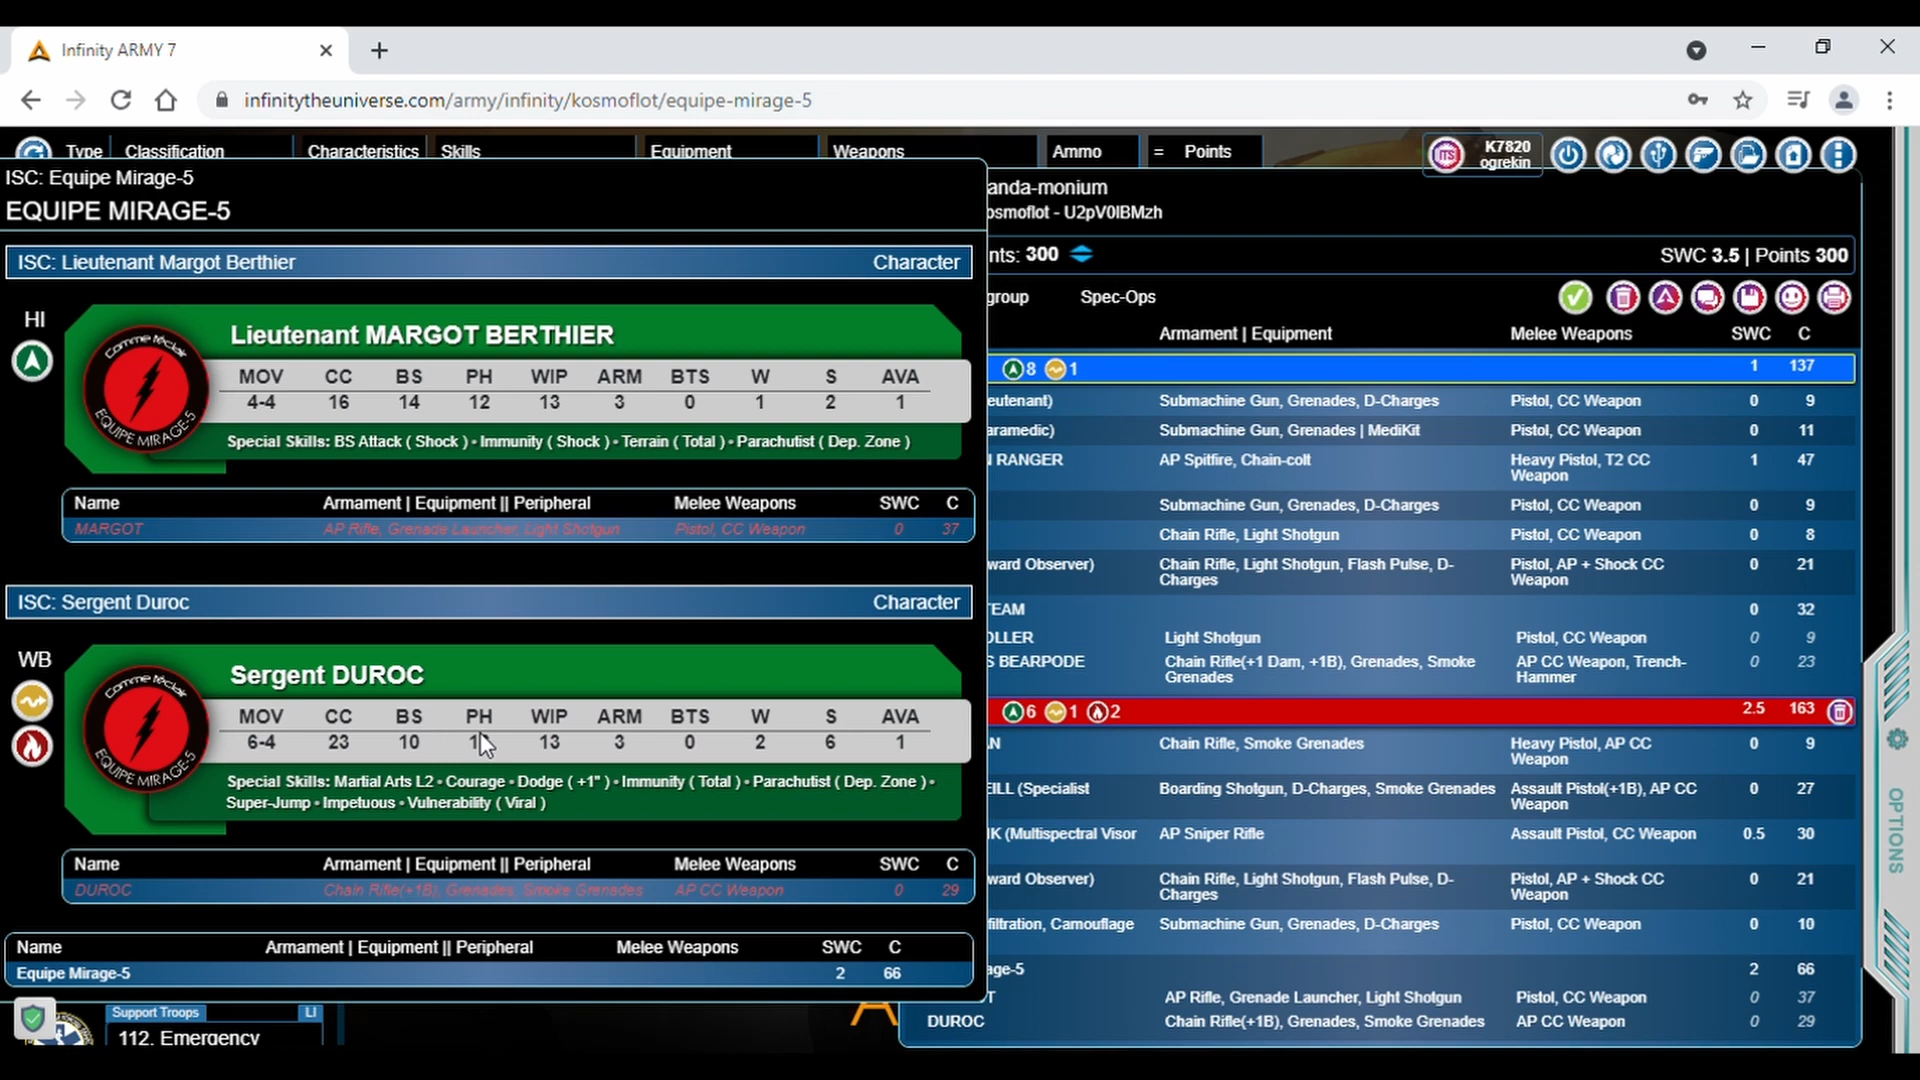 Infinity ARMY 7
infinitytheuniverse.com/army/infinity/kosmoflot/equipe-mirage-5
Type Classification Characteristics Skills Equipment Weapons Ammo = Points
ITS K7820
ogrekin
ISC: Equipe Mirage-5
EQUIPE MIRAGE-5
ISC: Lieutenant Margot Berthier Character
HI
Comme l'éclair
EQUIPE MIRAGE-5
Lieutenant MARGOT BERTHIER
MOV CC BS PH WIP ARM BTS W S AVA
4-4 16 14 12 13 3 0 1 2 1
Special Skills: BS Attack ( Shock ) • Immunity ( Shock ) • Terrain ( Total ) • Parachutist ( Dep. Zone )
Name Armament | Equipment || Peripheral Melee Weapons SWC C
MARGOT AP Rifle, Grenade Launcher, Light Shotgun Pistol, CC Weapon 0 37
ISC: Sergent Duroc Character
WB
Comme l'éclair
EQUIPE MIRAGE-5
Sergent DUROC
MOV CC BS PH WIP ARM BTS W S AVA
6-4 23 10 13 3 0 2 6 1
Special Skills: Martial Arts L2 • Courage • Dodge ( +1" ) • Immunity ( Total ) • Parachutist ( Dep. Zone ) •
Super-Jump • Impetuous • Vulnerability ( Viral )
Name Armament | Equipment || Peripheral Melee Weapons SWC C
DUROC Chain Rifle(+1B), Grenades, Smoke Grenades AP CC Weapon 0 29
Name Armament | Equipment || Peripheral Melee Weapons SWC C
Equipe Mirage-5 2 66
Support Troops LI
112. Emergency
anda-monium
osmoflot - U2pV0IBMzh
nts: 300 SWC 3.5 | Points 300
group Spec-Ops
Armament | Equipment Melee Weapons SWC C
8 1 1 137
eutenant) Submachine Gun, Grenades, D-Charges Pistol, CC Weapon 0 9
aramedic) Submachine Gun, Grenades | MediKit Pistol, CC Weapon 0 11
RANGER AP Spitfire, Chain-colt Heavy Pistol, T2 CC 1 47
Weapon
Submachine Gun, Grenades, D-Charges Pistol, CC Weapon 0 9
Chain Rifle, Light Shotgun Pistol, CC Weapon 0 8
ward Observer) Chain Rifle, Light Shotgun, Flash Pulse, D- Pistol, AP + Shock CC 0 21
Charges Weapon
TEAM 0 32
OLLER Light Shotgun Pistol, CC Weapon 0 9
S BEARPODE Chain Rifle(+1 Dam, +1B), Grenades, Smoke AP CC Weapon, Trench- 0 23
Grenades Hammer
6 1 2 2.5 163
N Chain Rifle, Smoke Grenades Heavy Pistol, AP CC 0 9
Weapon
EILL (Specialist Boarding Shotgun, D-Charges, Smoke Grenades Assault Pistol(+1B), AP CC 0 27
Weapon
K (Multispectral Visor AP Sniper Rifle Assault Pistol, CC Weapon 0.5 30
ward Observer) Chain Rifle, Light Shotgun, Flash Pulse, D- Pistol, AP + Shock CC 0 21
Charges Weapon
filtration, Camouflage Submachine Gun, Grenades, D-Charges Pistol, CC Weapon 0 10
age-5 2 66
T AP Rifle, Grenade Launcher, Light Shotgun Pistol, CC Weapon 0 37
DUROC Chain Rifle(+1B), Grenades, Smoke Grenades AP CC Weapon 0 29
OPTIONS